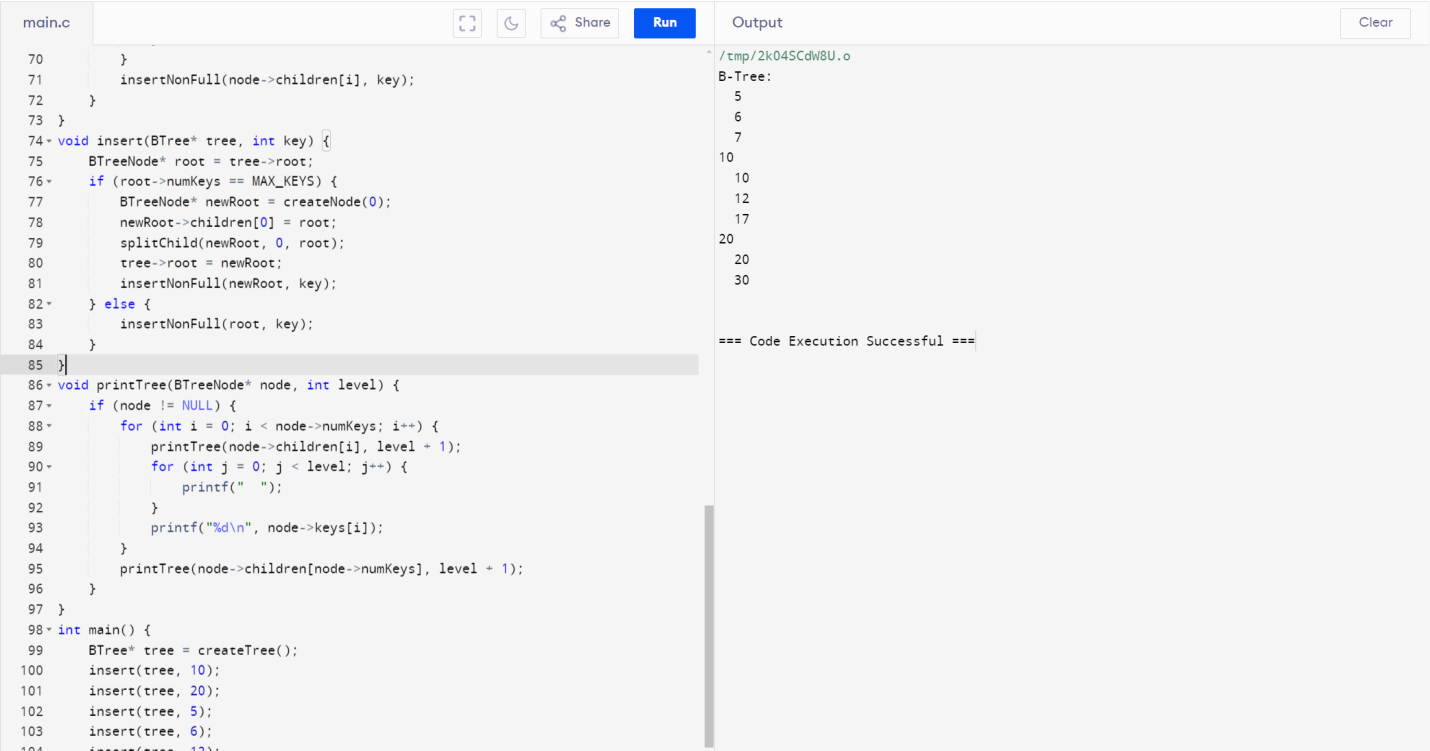 main.c
Share
Run
Output
Clear
70 }
71 insertNonFull(node->children[i], key);
72 }
73 }
74 void insert(BTree* tree, int key) {
75 BTreeNode* root = tree->root;
76 if (root->numKeys == MAX_KEYS) {
77 BTreeNode* newRoot = createNode(0);
78 newRoot->children[0] = root;
79 splitChild(newRoot, 0, root);
80 tree->root = newRoot;
81 insertNonFull(newRoot, key);
82 } else {
83 insertNonFull(root, key);
84 }
85 }
86 void printTree(BTreeNode* node, int level) {
87 if (node != NULL) {
88 for (int i = 0; i < node->numKeys; i++) {
89 printTree(node->children[i], level + 1);
90 for (int j = 0; j < level; j++) {
91 printf("  ");
92 }
93 printf("%d\n", node->keys[i]);
94 }
95 printTree(node->children[node->numKeys], level + 1);
96 }
97 }
98 int main() {
99 BTree* tree = createTree();
100 insert(tree, 10);
101 insert(tree, 20);
102 insert(tree, 5);
103 insert(tree, 6);
104 insert(tree, 12);
/tmp/2kO4SCdW8U.o
B-Tree:
5
6
7
10
10
12
17
20
20
30
=== Code Execution Successful ===